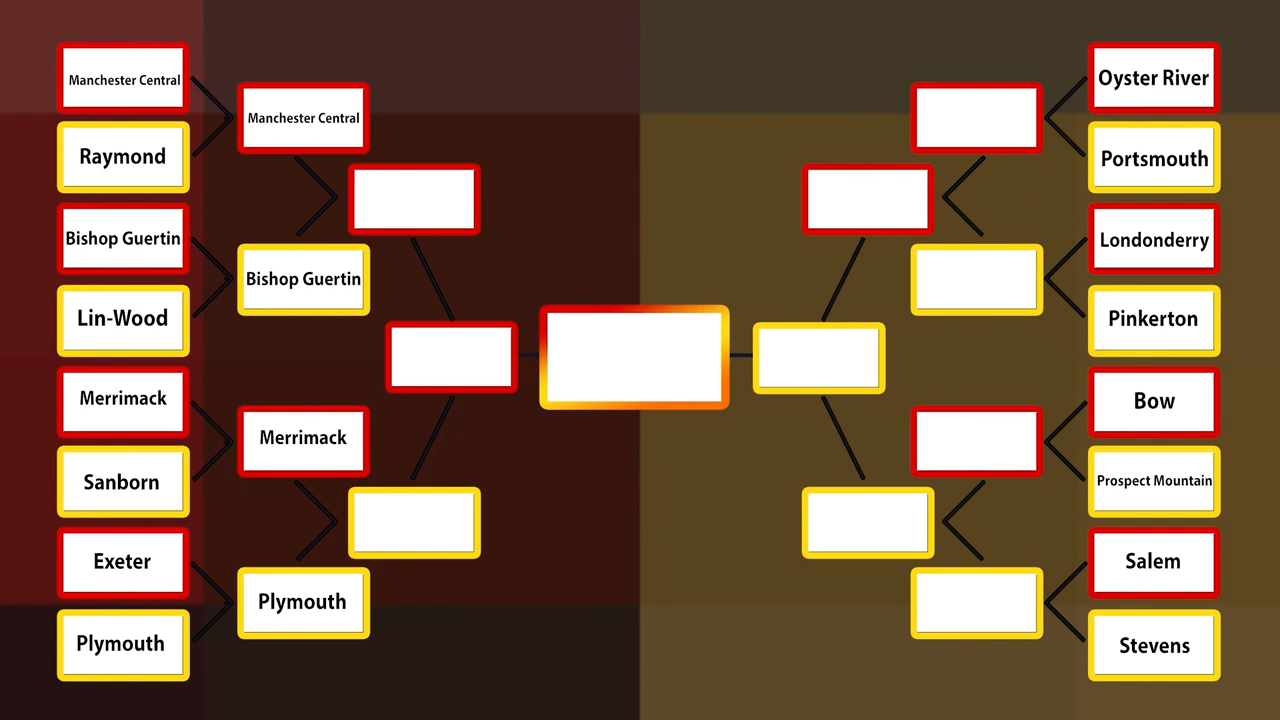 Manchester Central
Raymond
Bishop Guertin
Lin-Wood
Merrimack
Sanborn
Exeter
Plymouth
Manchester Central
Bishop Guertin
Merrimack
Plymouth
Oyster River
Portsmouth
Londonderry
Pinkerton
Bow
Prospect Mountain
Salem
Stevens